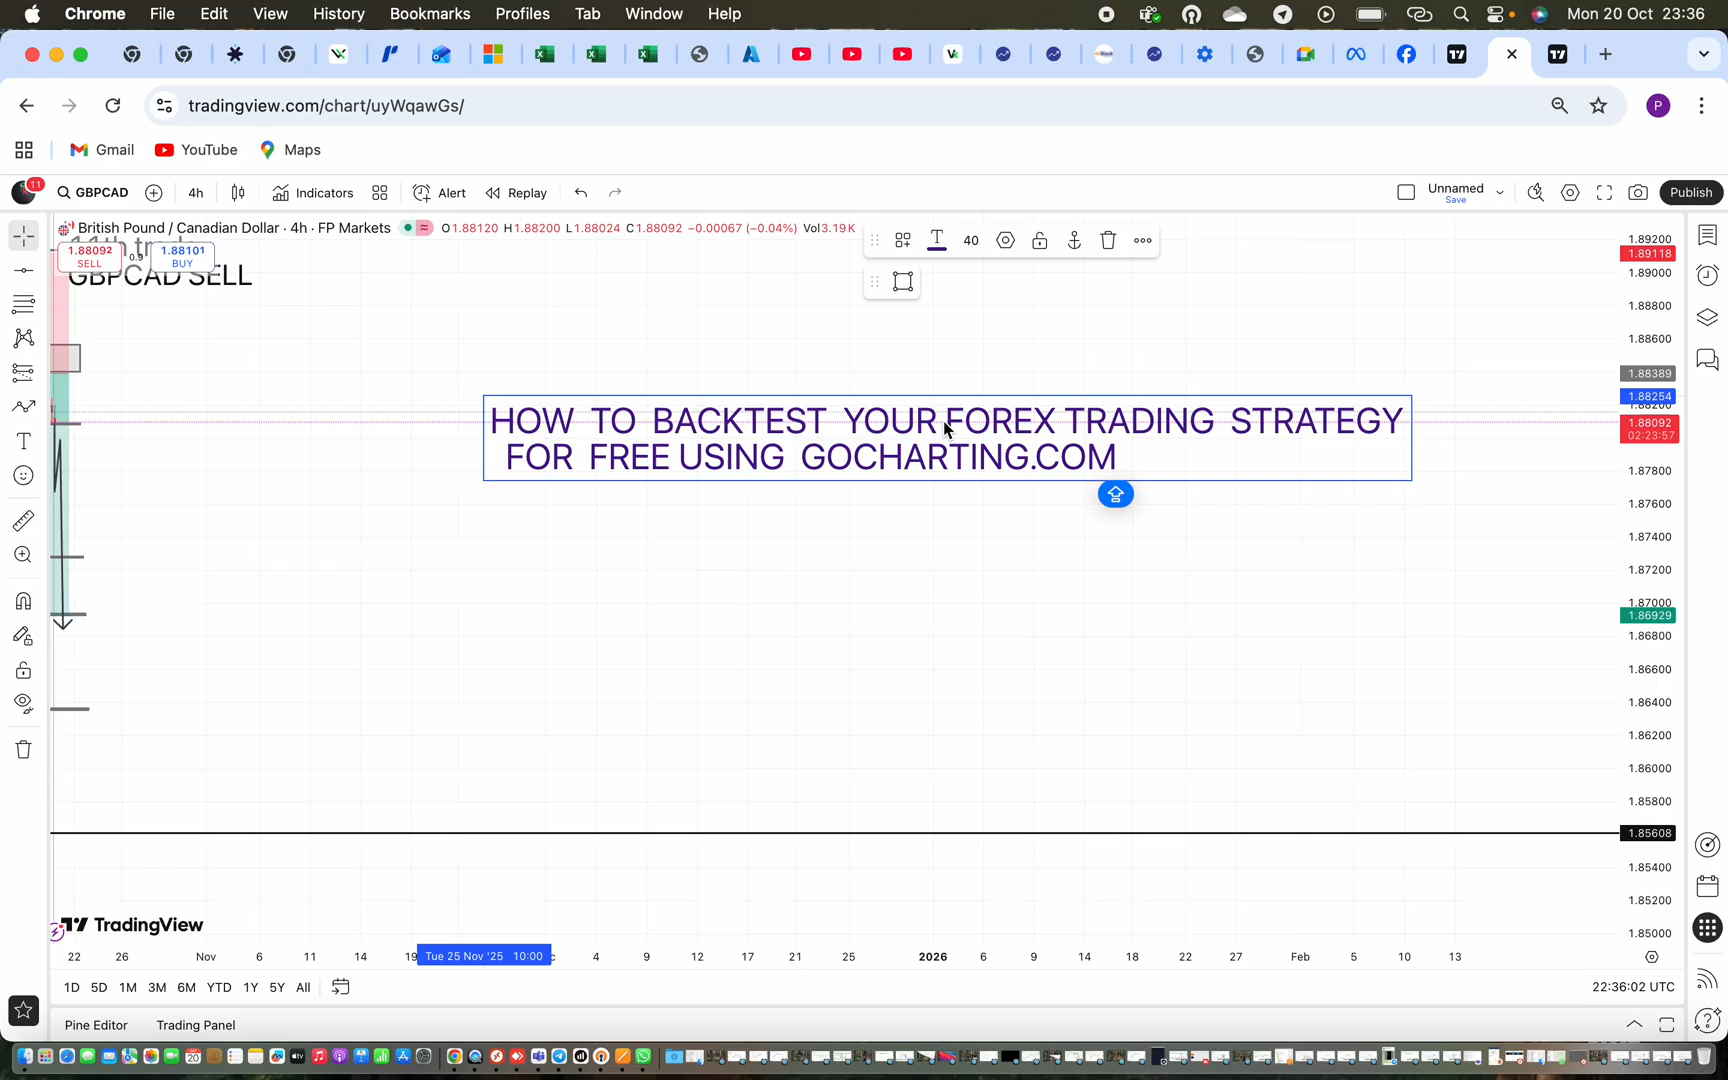 Chrome File Edit View History Bookmarks Profiles Tab Window Help Mon 20 Oct 23:36
tradingview.com/chart/uyWqawGs/ P
Gmail YouTube Maps
11 GBPCAD 4h Indicators Alert Replay Unnamed Save Publish
British Pound / Canadian Dollar · 4h · FP Markets O1.88120 H1.88200 L1.88024 C1.88092 −0.00067 (−0.04%) Vol3.19K
1.88092 SELL 0.9 1.88101 BUY
GBPCAD SELL
40
HOW TO BACKTEST YOUR FOREX TRADING STRATEGY
FOR FREE USING GOCHARTING.COM
1.89200
1.89118
1.89000
1.88800
1.88600
1.88389
1.88254
1.88200
1.88092
02:23:57
1.87800
1.87600
1.87400
1.87200
1.87000
1.86929
1.86800
1.86600
1.86400
1.86200
1.86000
1.85800
1.85608
1.85400
1.85200
1.85000
TradingView
22 26 Nov 6 11 14 19 Tue 25 Nov '25 10:00 4 9 12 17 21 25 2026 6 9 14 18 22 27 Feb 5 10 13
1D 5D 1M 3M 6M YTD 1Y 5Y All 22:36:02 UTC
Pine Editor Trading Panel